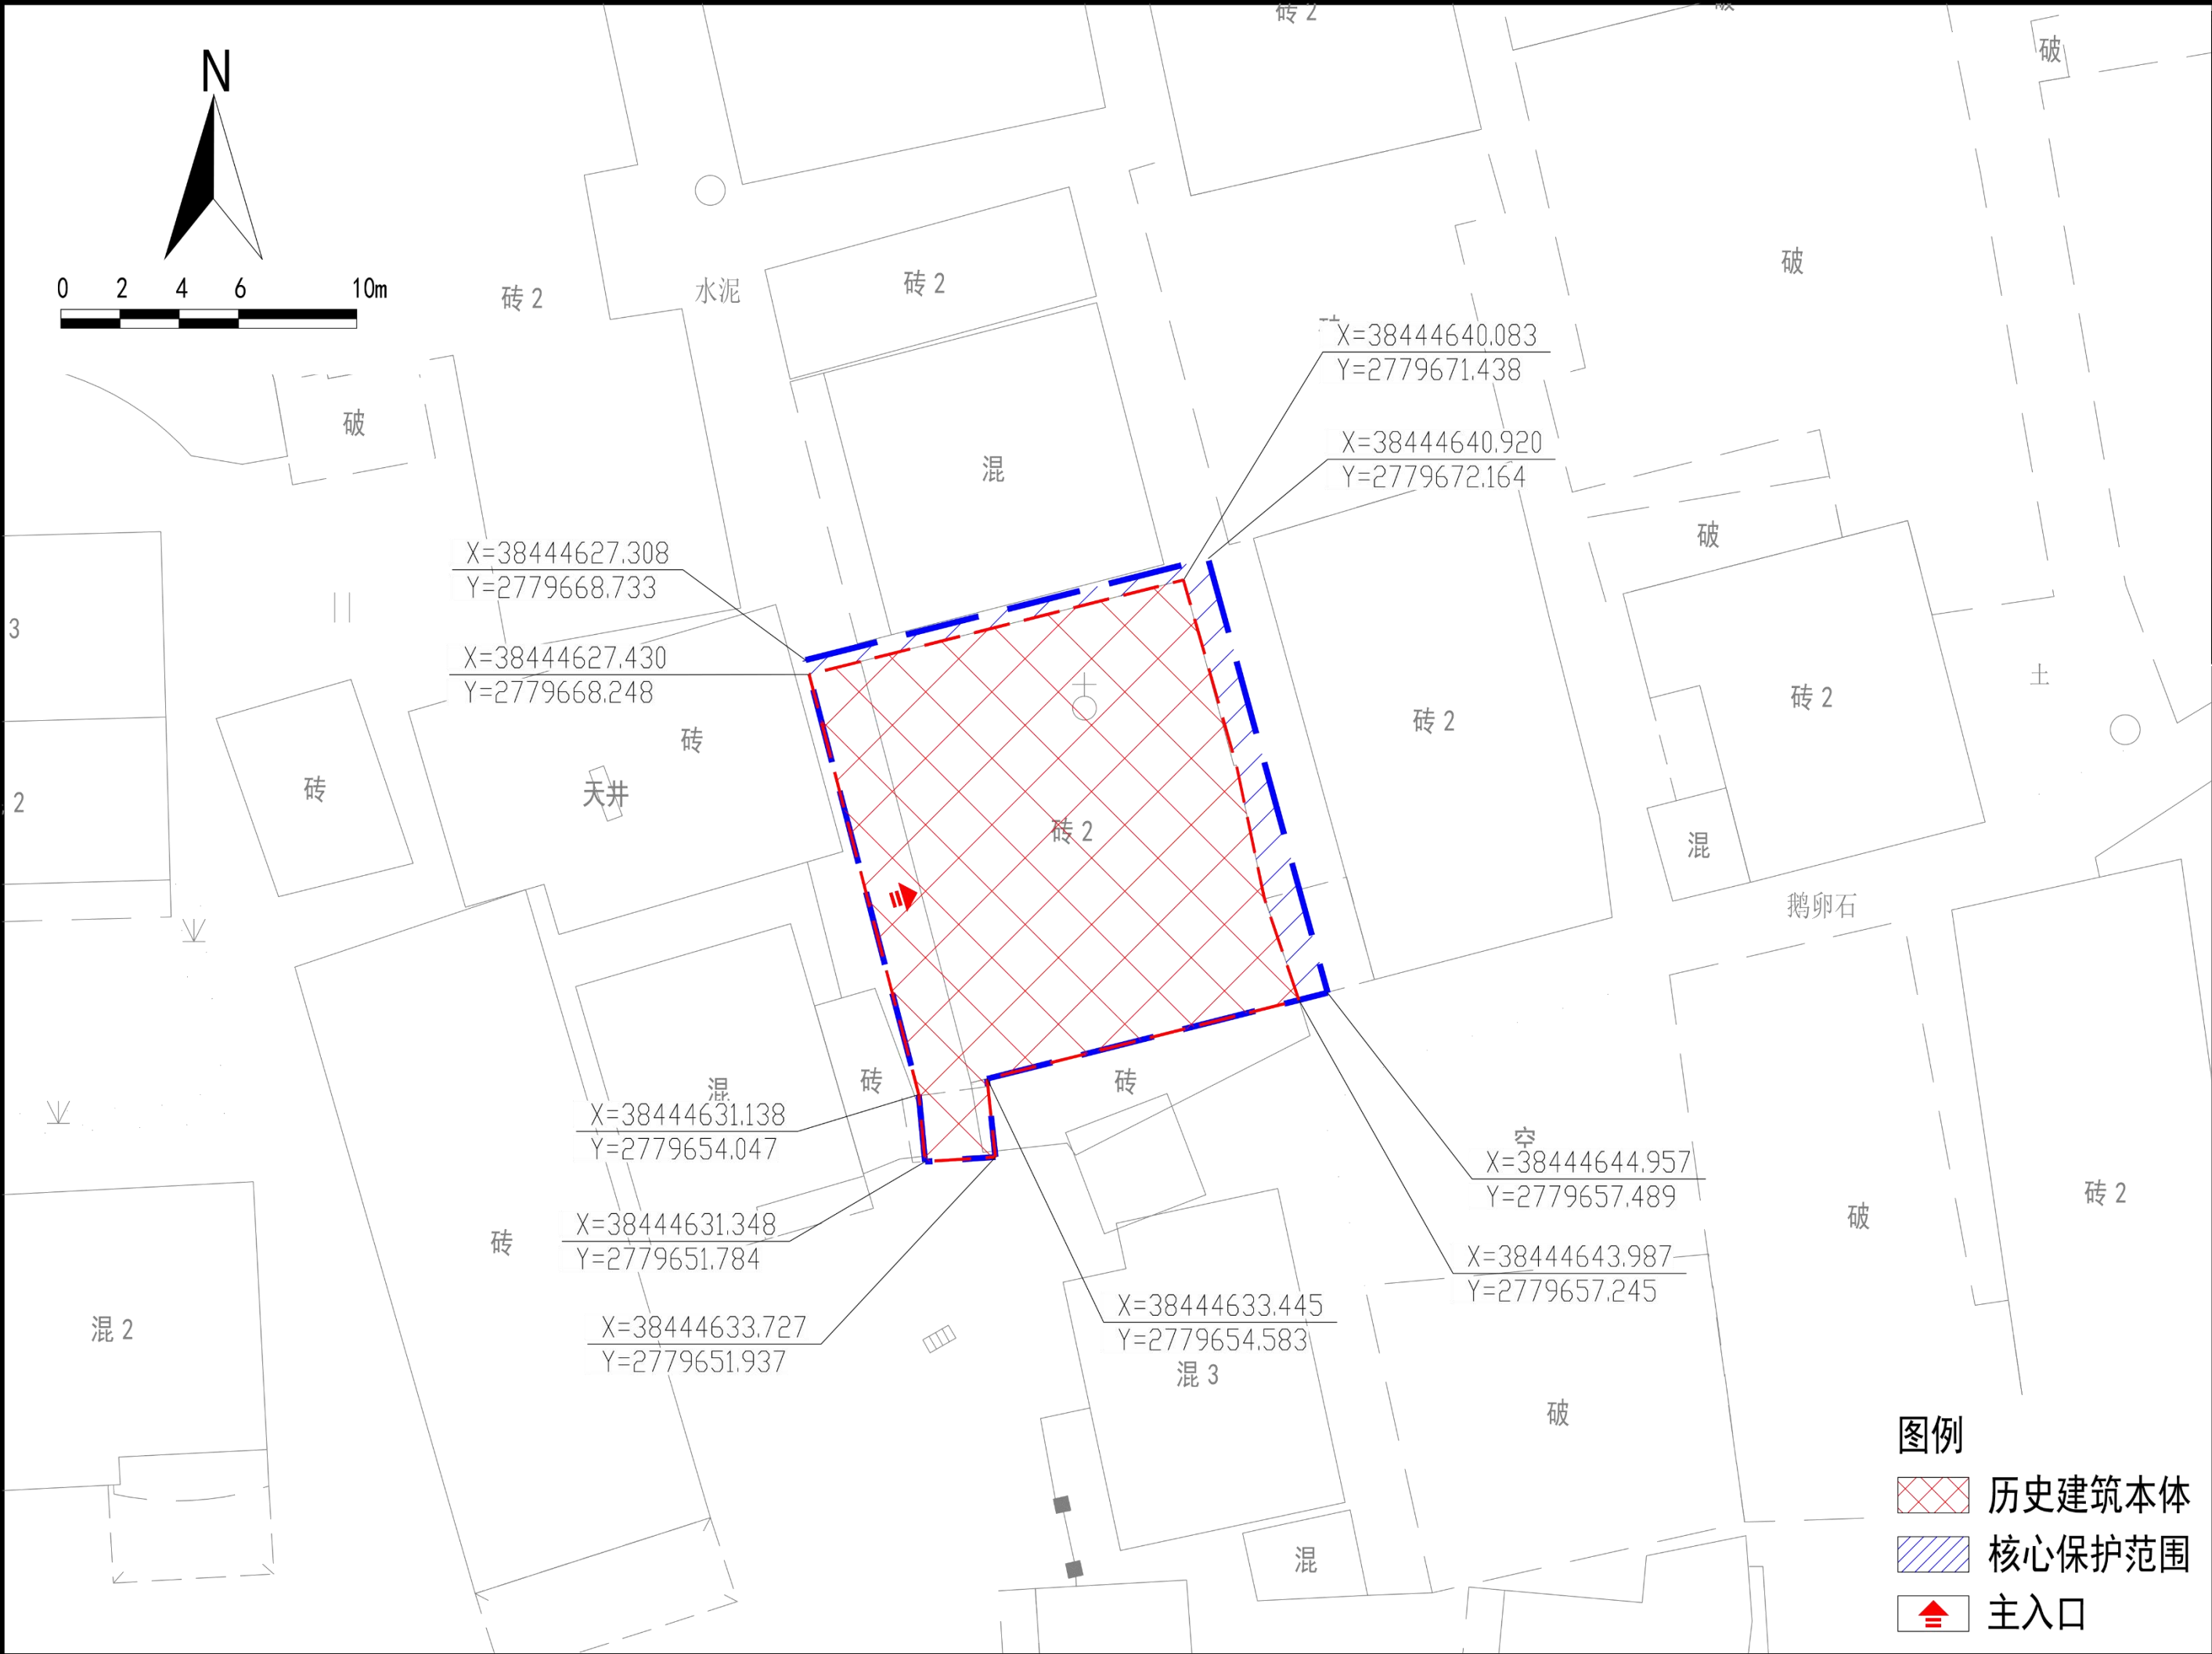 砖 2
破
N
破
0 2 4 6 10m
砖 2
水泥
砖 2
X=38444640.083
Y=2779671.438
破
混
X=38444640.920
Y=2779672.164
破
X=38444627.308
Y=2779668.733
3
X=38444627.430
Y=2779668.248
土
砖 2
砖 2
砖
砖
天井
2
砖 2
混
鹅卵石
混
砖
砖
X=38444631.138
Y=2779654.047
空
X=38444644.957
Y=2779657.489
砖 2
破
X=38444631.348
Y=2779651.784
砖
X=38444643.987
Y=2779657.245
X=38444633.445
Y=2779654.583
X=38444633.727
Y=2779651.937
混 2
混 3
破
混
图例
历史建筑本体
核心保护范围
主入口